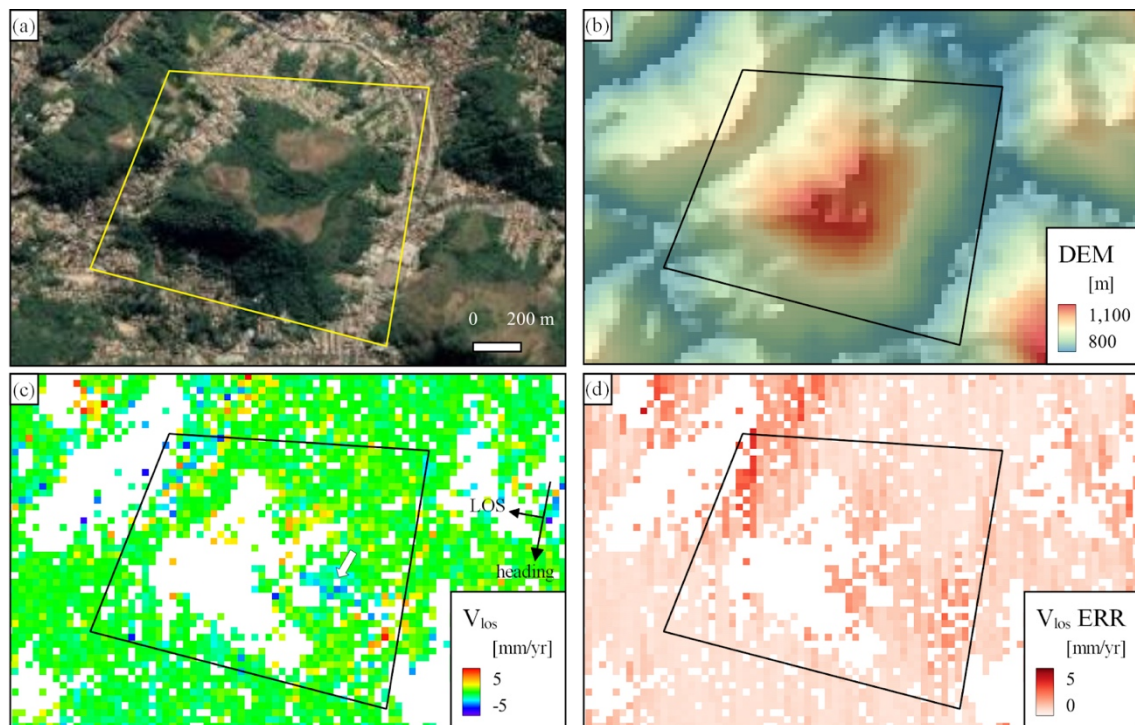 (a)
0 200 m
(b)
DEM
[m]
1,100
800
(c)
LOS
heading
Vlos
[mm/yr]
5
-5
(d)
Vlos ERR
[mm/yr]
5
0